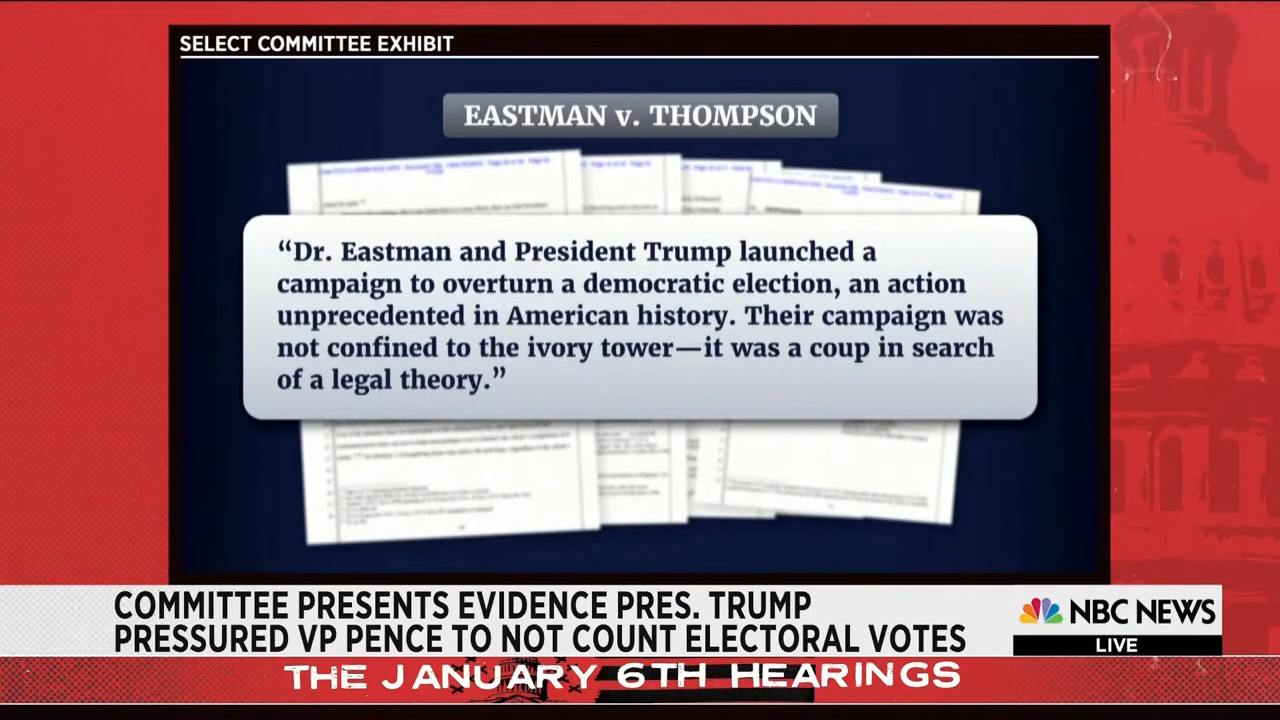 SELECT COMMITTEE EXHIBIT
EASTMAN v. THOMPSON
“Dr. Eastman and President Trump launched a
campaign to overturn a democratic election, an action
unprecedented in American history. Their campaign was
not confined to the ivory tower—it was a coup in search
of a legal theory.”
COMMITTEE PRESENTS EVIDENCE PRES. TRUMP
PRESSURED VP PENCE TO NOT COUNT ELECTORAL VOTES
NBC NEWS
LIVE
THE JANUARY 6TH HEARINGS